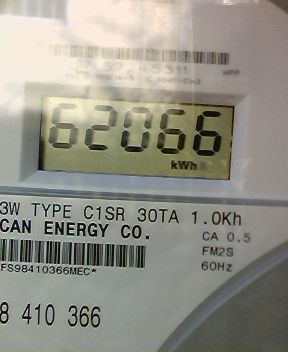 62066
kWh
3W TYPE C1SR 30TA 1.0Kh
CAN ENERGY CO.
CA 0.5
FM2S
60Hz
FS98410366MEC*
8 410 366